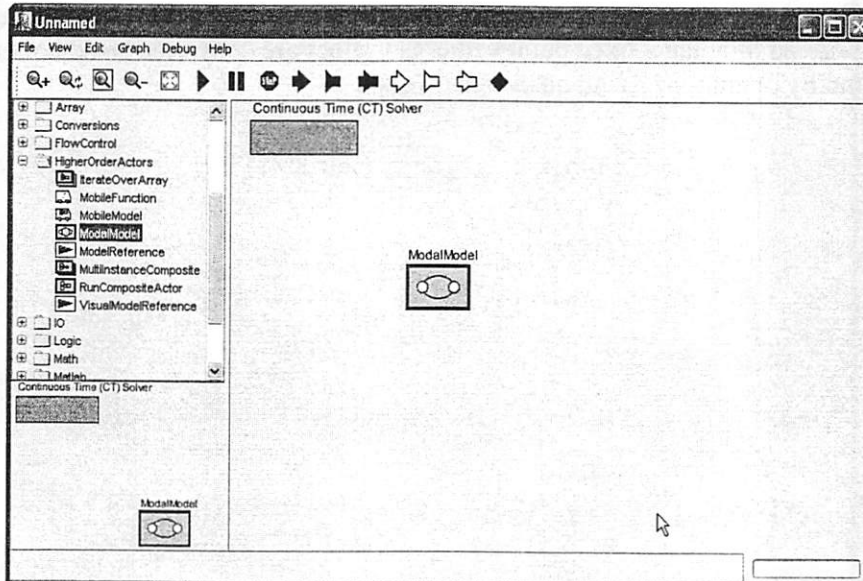 Unnamed
File View Edit Graph Debug Help
Array
Conversions
FlowControl
HigherOrderActors
IterateOverArray
MobileFunction
MobileModel
ModalModel
ModelReference
MultiInstanceComposite
RunCompositeActor
VisualModelReference
IO
Logic
Math
Matlab
Continuous Time (CT) Solver
ModalModel
Continuous Time (CT) Solver
ModalModel